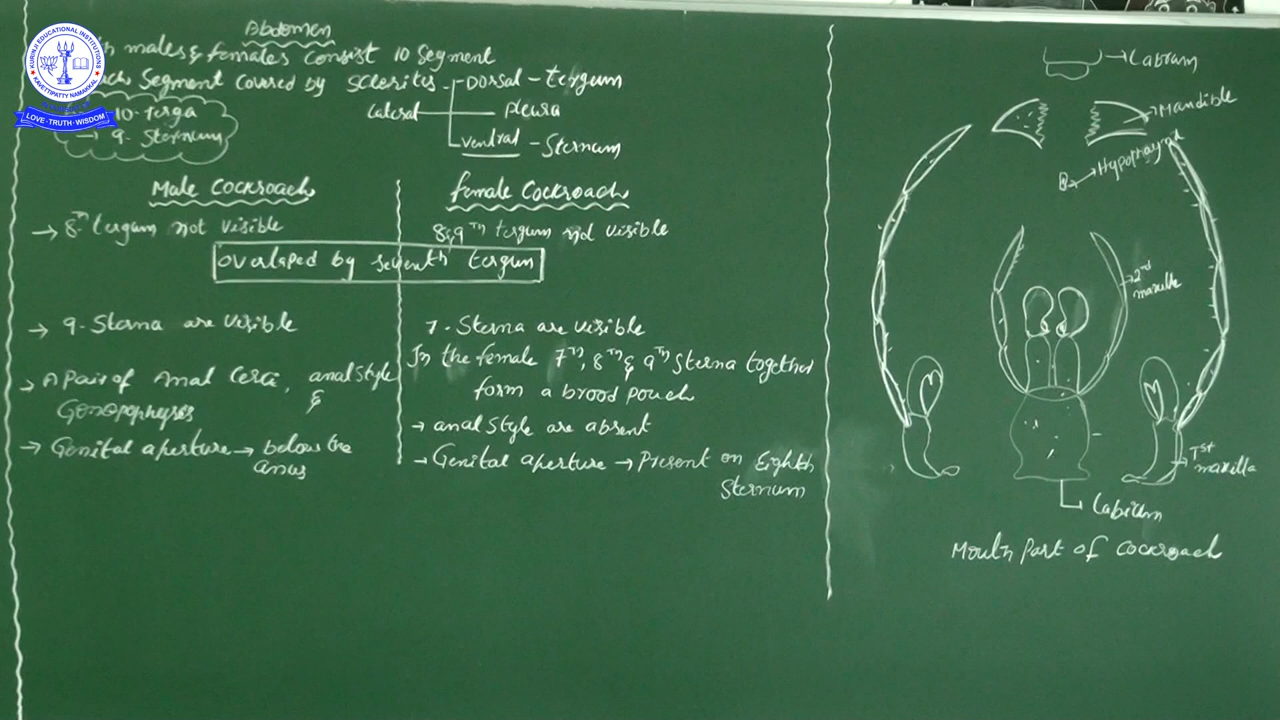 KURINJI EDUCATIONAL INSTITUTIONS
KAVETTIPATTY NAMAKKAL
LOVE · TRUTH · WISDOM
Abdomen
males & females consist 10 Segment
Segment covered by Sclerites
Dorsal - tergum
lateral
Pleura
ventral - Sternum
10 - terga
→ 9 - Sternum
Male Cockroach
→ 8th tergum not visible
female Cockroach
8&9th tergum not visible
overlaped by seventh tergum
→ 9 - Sterna are visible
→ A pair of Anal Cerci, anal Style
&
→ Genital aperture → below the
anus
7 - Sterna are visible
In the female 7th, 8th & 9th Sterna together
form a brood pouch
→ anal Style are absent
→ Genital aperture → Present on Eighth
Sternum
→ Labrum
→ Mandible
→ 2nd
maxilla
→ 1st
maxilla
Labium
Mouth Part of Cockroach